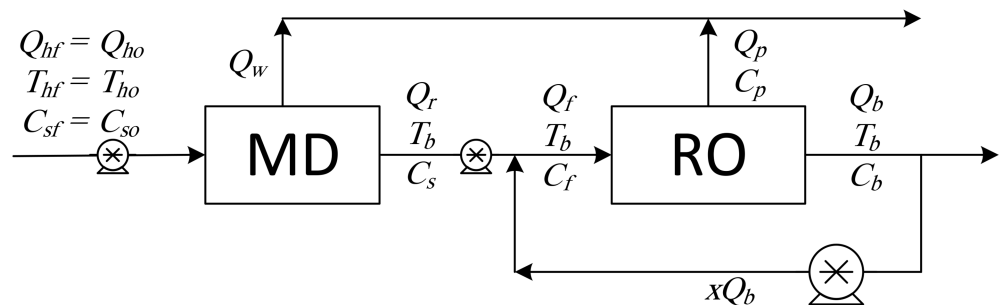 Q_hf = Q_ho
T_hf = T_ho
C_sf = C_so
Q_w
MD
Q_r
T_b
C_s
Q_f
T_b
C_f
RO
Q_p
C_p
Q_b
T_b
C_b
xQ_b